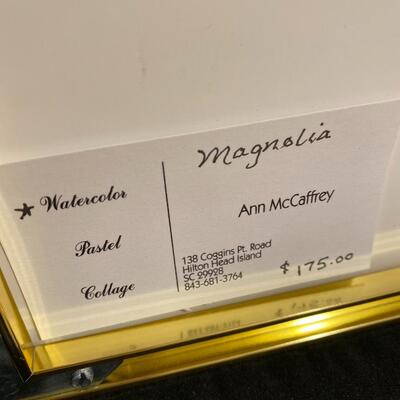 Magnolia
* Watercolor
Pastel
Collage
Ann McCaffrey
138 Coggins Pt. Road
Hilton Head Island
SC 29928
843-681-3764
$175.00